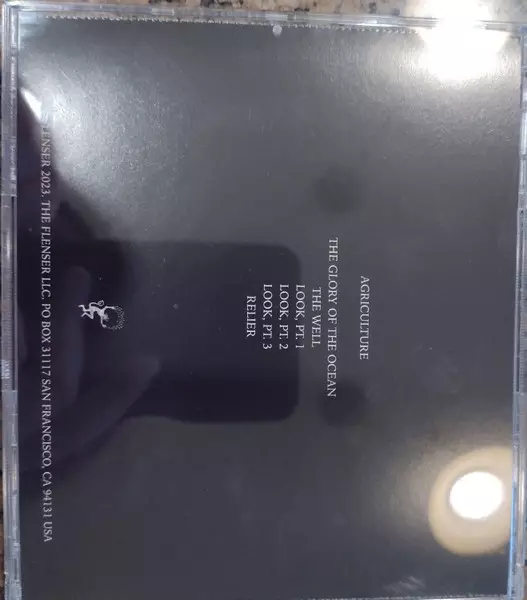 AGRICULTURE
THE GLORY OF THE OCEAN
THE WELL
LOOK, PT. 1
LOOK, PT. 2
LOOK, PT. 3
RELIER
FLENSER 2023. THE FLENSER LLC. PO BOX 31117 SAN FRANCISCO, CA 94131 USA